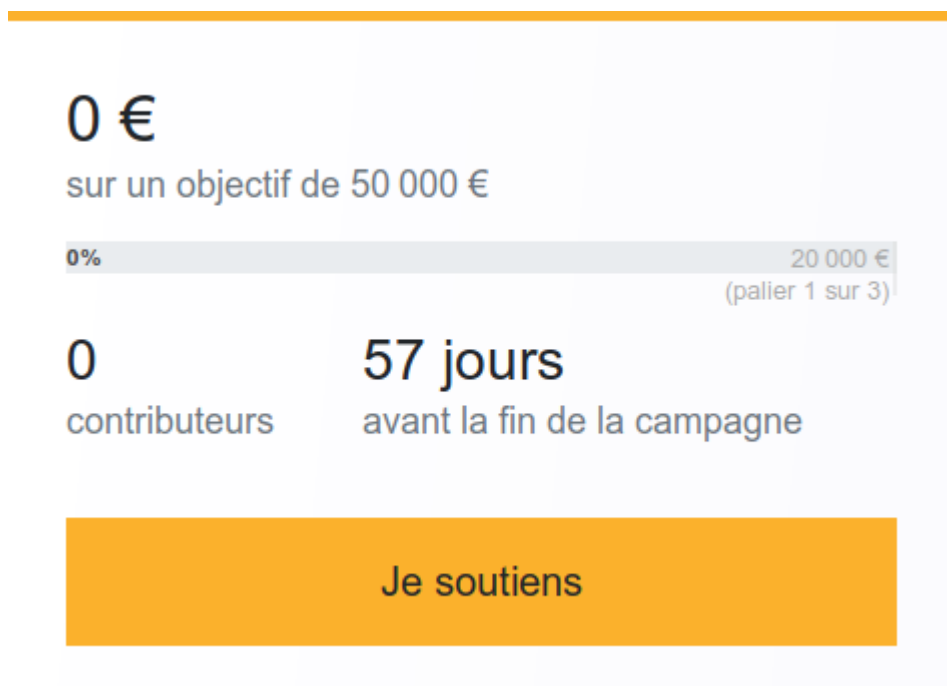 0 €
sur un objectif de 50 000 €
0% 20 000 €
(palier 1 sur 3)
0 57 jours
contributeurs avant la fin de la campagne
Je soutiens